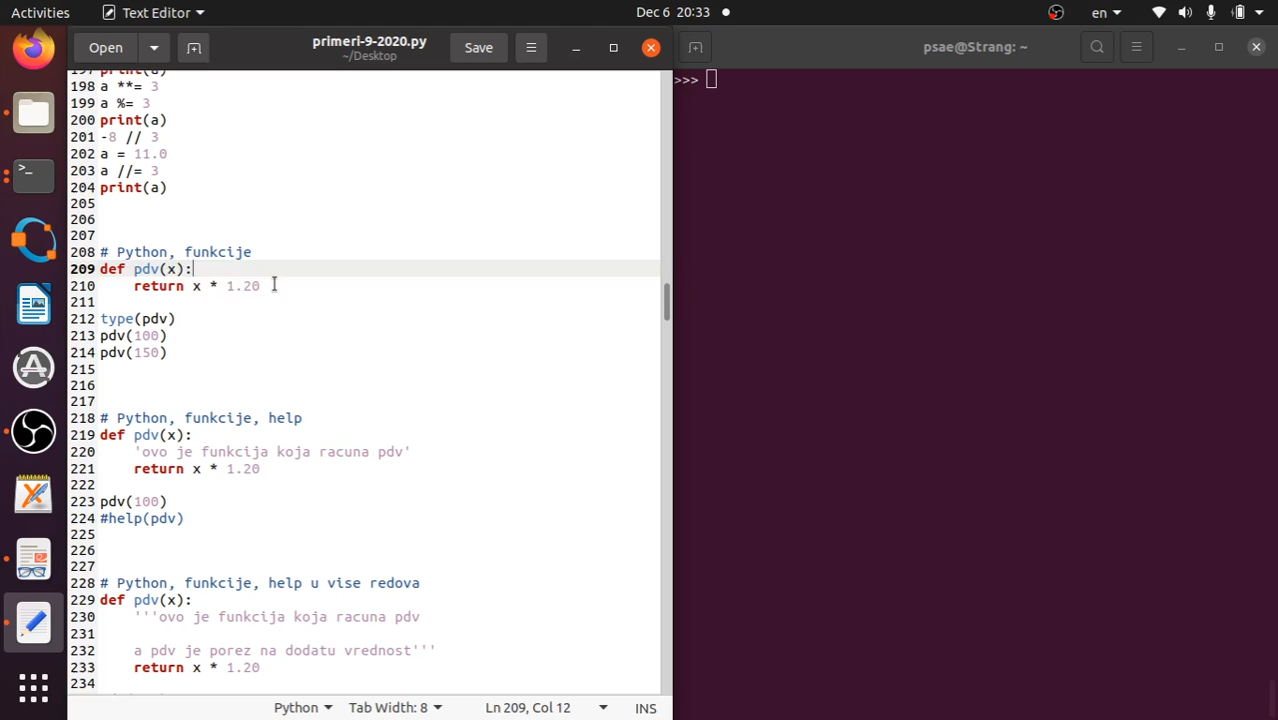 Activities
Text Editor
Dec 6 20:33
en
Open
primeri-9-2020.py
~/Desktop
Save
psae@Strang: ~
197 print(a)
198 a **= 3
199 a %= 3
200 print(a)
201 -8 // 3
202 a = 11.0
203 a //= 3
204 print(a)
205
206
207
208 # Python, funkcije
209 def pdv(x):
210     return x * 1.20
211
212 type(pdv)
213 pdv(100)
214 pdv(150)
215
216
217
218 # Python, funkcije, help
219 def pdv(x):
220     'ovo je funkcija koja racuna pdv'
221     return x * 1.20
222
223 pdv(100)
224 #help(pdv)
225
226
227
228 # Python, funkcije, help u vise redova
229 def pdv(x):
230     '''ovo je funkcija koja racuna pdv
231
232     a pdv je porez na dodatu vrednost'''
233     return x * 1.20
234
>>>
Python
Tab Width: 8
Ln 209, Col 12
INS